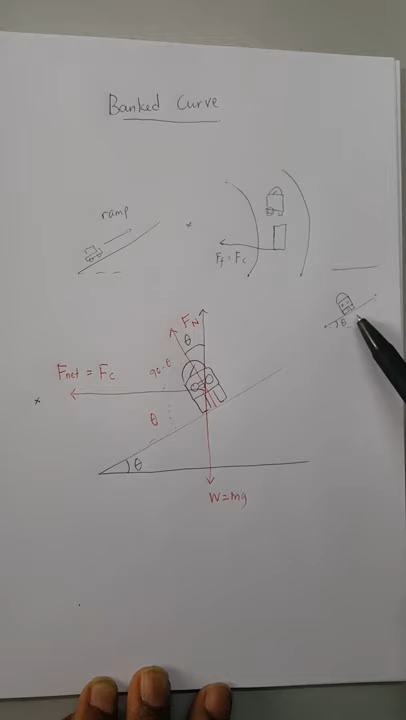 Banked Curve
ramp
Ff = Fc
θ
FN
θ
Fnet = Fc
90-θ
θ
θ
W=mg